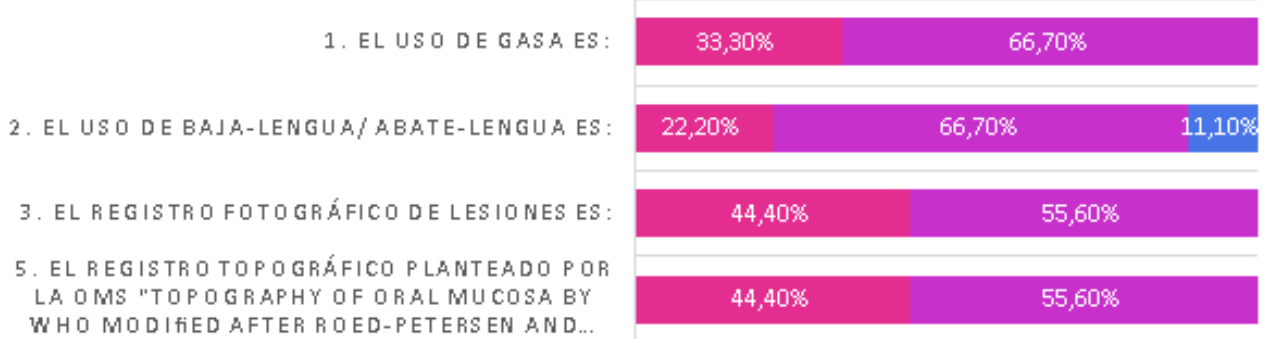 1. EL USO DE GASA ES:
33,30% 66,70%
2. EL USO DE BAJA-LENGUA/ ABATE-LENGUA ES:
22,20% 66,70% 11,10%
3. EL REGISTRO FOTOGRÁFICO DE LESIONES ES:
44,40% 55,60%
5. EL REGISTRO TOPOGRÁFICO PLANTEADO POR
LA OMS "TOPOGRAPHY OF ORAL MUCOSA BY
WHO MODIfiED AFTER ROED-PETERSEN AND...
44,40% 55,60%